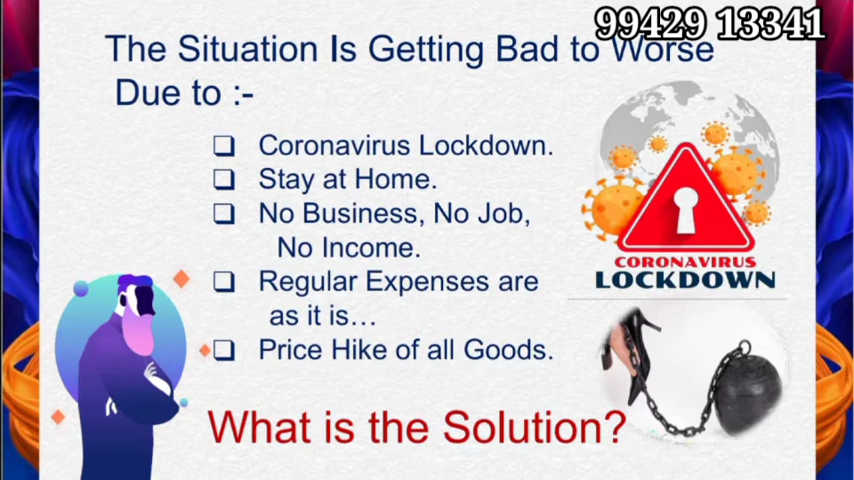 99429 13341
The Situation Is Getting Bad to Worse
Due to :-
❑ Coronavirus Lockdown.
❑ Stay at Home.
❑ No Business, No Job,
No Income.
❑ Regular Expenses are
as it is...
❑ Price Hike of all Goods.
CORONAVIRUS
LOCKDOWN
What is the Solution?